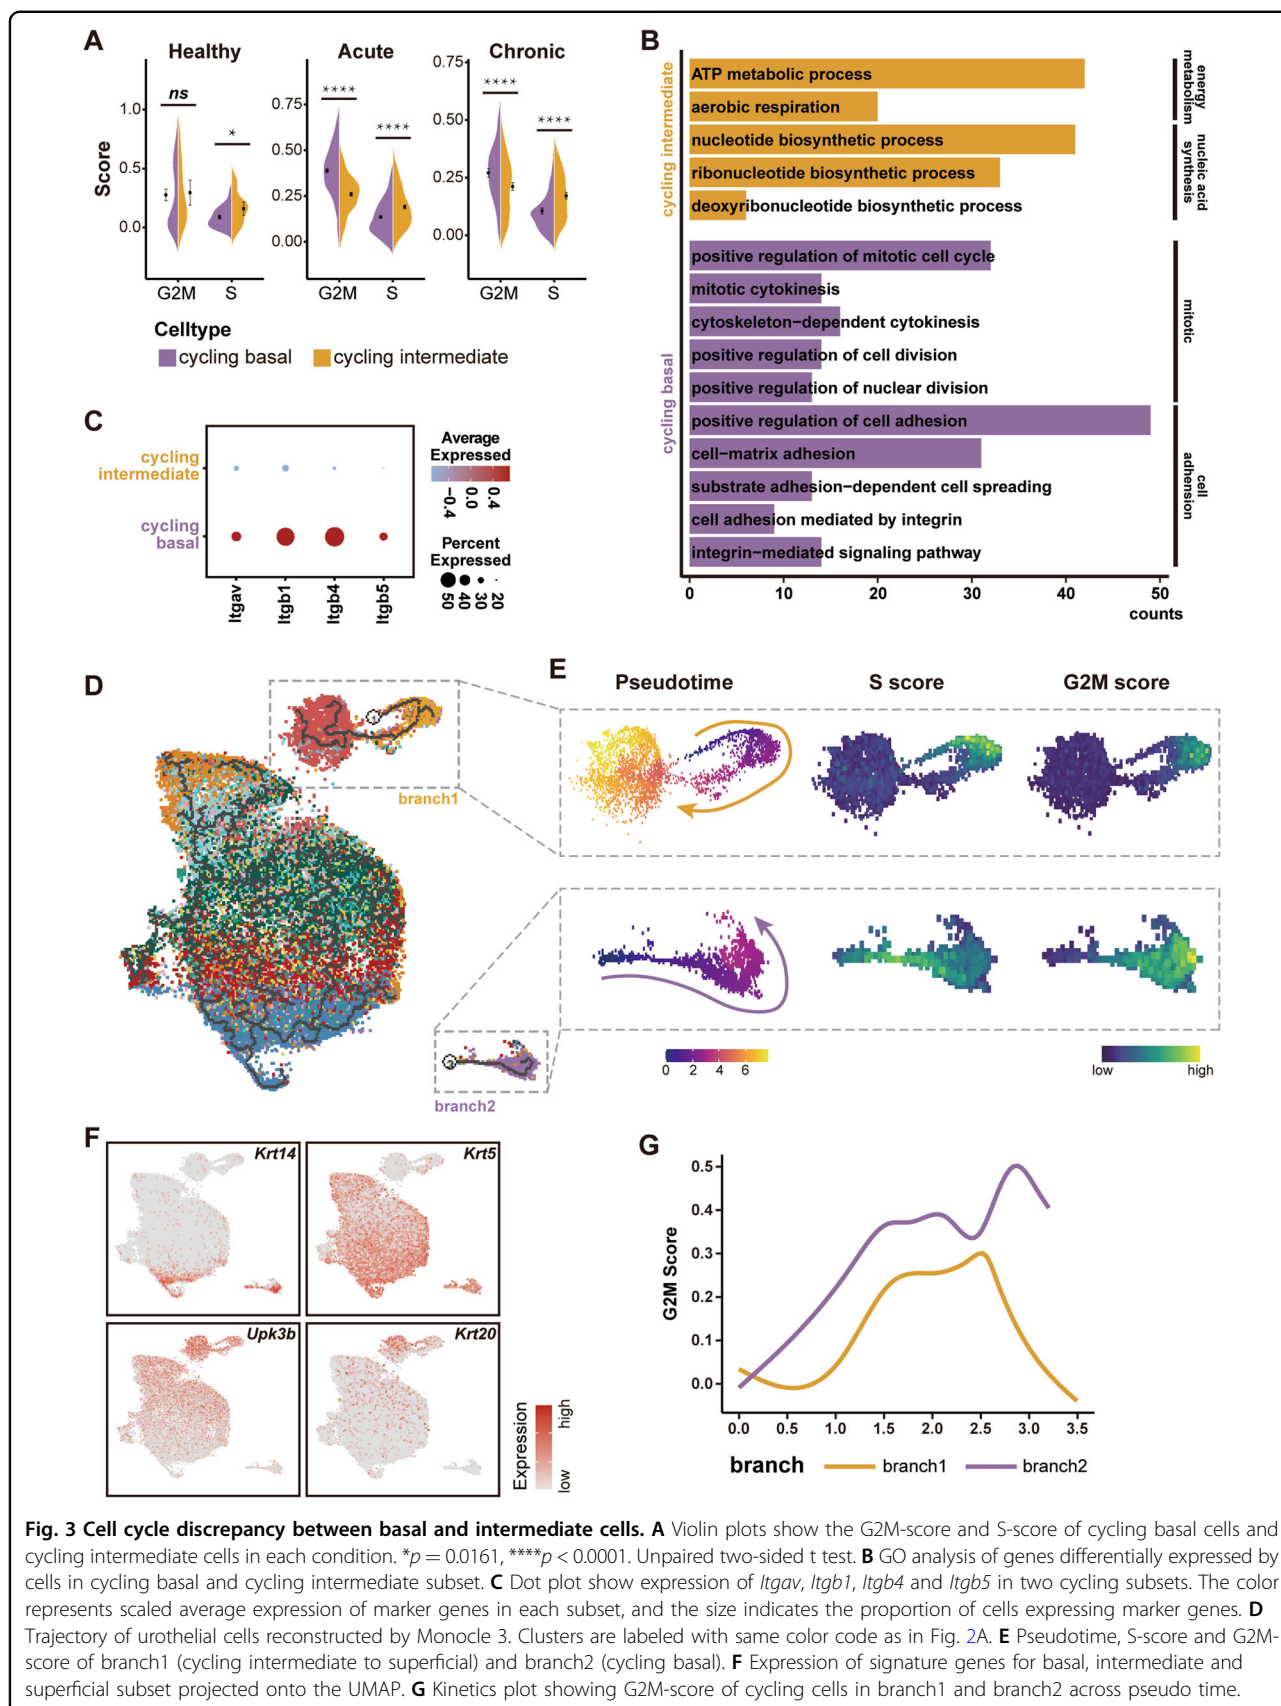 A
Healthy
Acute
Chronic
Score
1.0
0.5
0.0
ns
*
G2M
S
0.75
0.50
0.25
0.00
****
****
G2M
S
0.75
0.50
0.25
0.00
****
****
G2M
S
Celltype
cycling basal
cycling intermediate
B
cycling intermediate
cycling basal
ATP metabolic process
aerobic respiration
nucleotide biosynthetic process
ribonucleotide biosynthetic process
deoxyribonucleotide biosynthetic process
positive regulation of mitotic cell cycle
mitotic cytokinesis
cytoskeleton−dependent cytokinesis
positive regulation of cell division
positive regulation of nuclear division
positive regulation of cell adhesion
cell−matrix adhesion
substrate adhesion−dependent cell spreading
cell adhesion mediated by integrin
integrin−mediated signaling pathway
energy
metabolism
nucleic acid
synthesis
mitotic
cell
adhension
0
10
20
30
40
50
counts
C
cycling
intermediate
cycling
basal
Itgav
Itgb1
Itgb4
Itgb5
Average
Expressed
−0.4
0.0
0.4
Percent
Expressed
50
40
30
20
D
branch1
branch2
E
Pseudotime
S score
G2M score
0 2 4 6
low
high
F
Krt14
Krt5
Upk3b
Krt20
Expression
high
low
G
G2M Score
0.5
0.4
0.3
0.2
0.1
0.0
0.0 0.5 1.0 1.5 2.0 2.5 3.0 3.5
branch
branch1
branch2
Fig. 3 Cell cycle discrepancy between basal and intermediate cells. A Violin plots show the G2M-score and S-score of cycling basal cells and
cycling intermediate cells in each condition. *p = 0.0161, ****p < 0.0001. Unpaired two-sided t test. B GO analysis of genes differentially expressed by
cells in cycling basal and cycling intermediate subset. C Dot plot show expression of Itgav, Itgb1, Itgb4 and Itgb5 in two cycling subsets. The color
represents scaled average expression of marker genes in each subset, and the size indicates the proportion of cells expressing marker genes. D
Trajectory of urothelial cells reconstructed by Monocle 3. Clusters are labeled with same color code as in Fig. 2A. E Pseudotime, S-score and G2M-
score of branch1 (cycling intermediate to superficial) and branch2 (cycling basal). F Expression of signature genes for basal, intermediate and
superficial subset projected onto the UMAP. G Kinetics plot showing G2M-score of cycling cells in branch1 and branch2 across pseudo time.